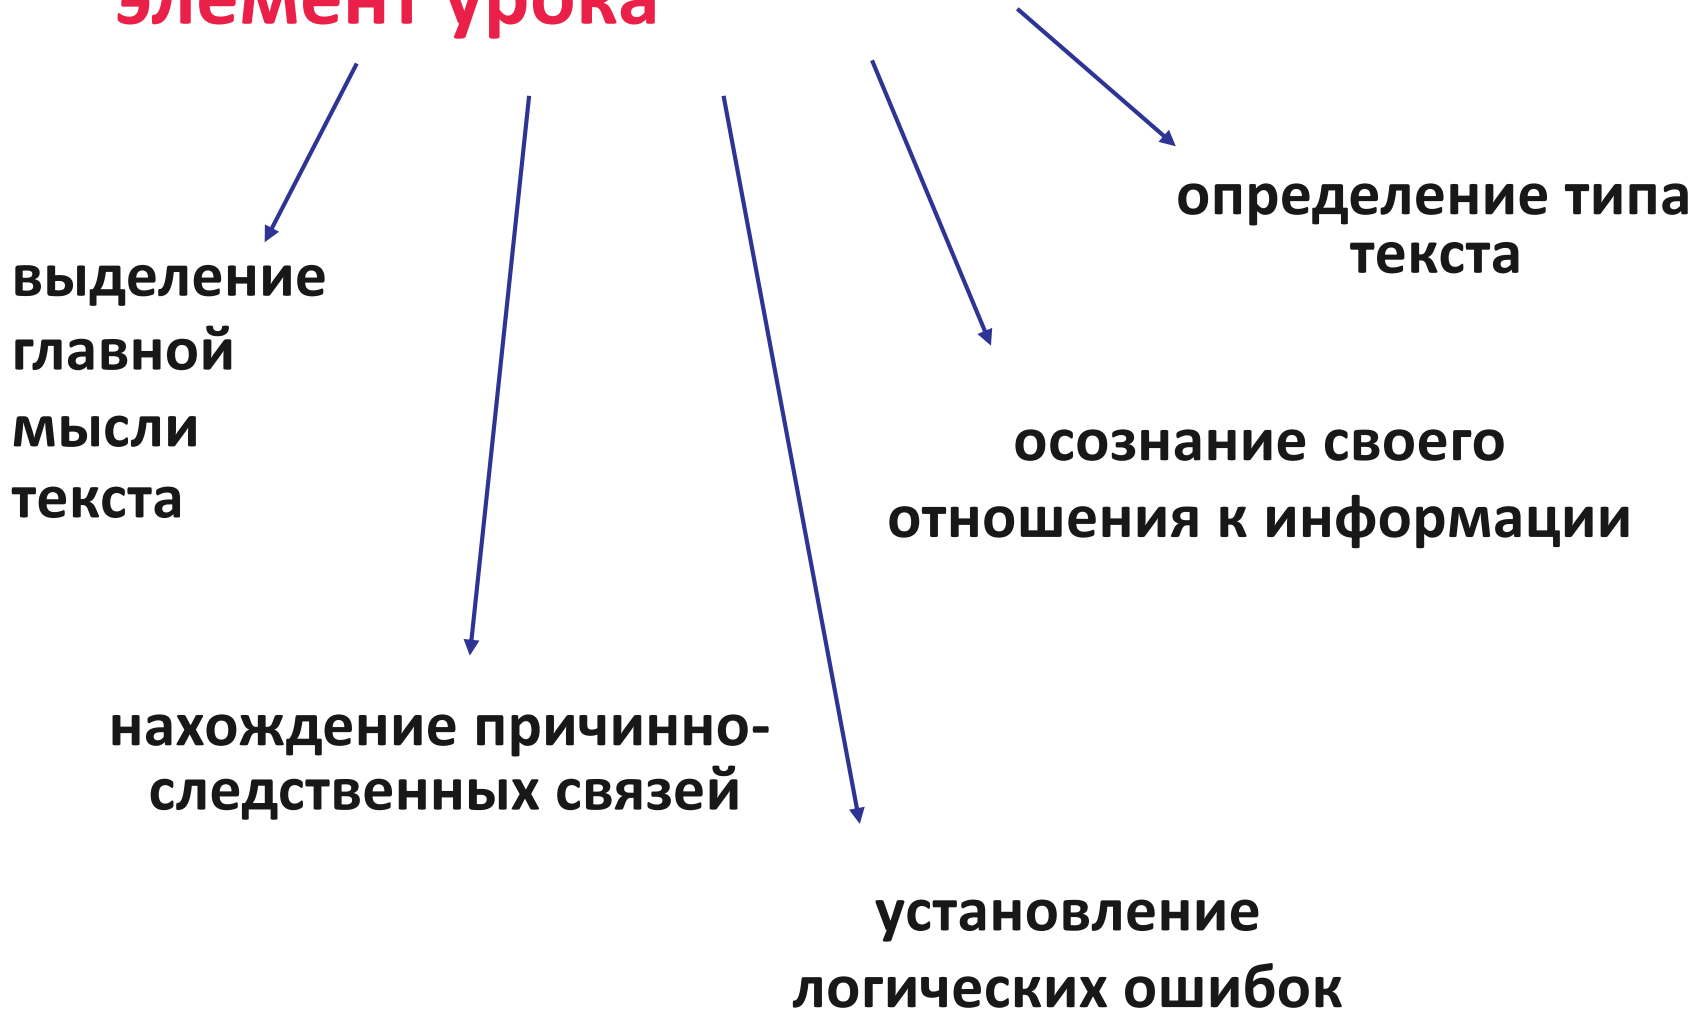 элемент урока
определение типа
текста
выделение
главной
мысли
текста
осознание своего
отношения к информации
нахождение причинно-
следственных связей
установление
логических ошибок